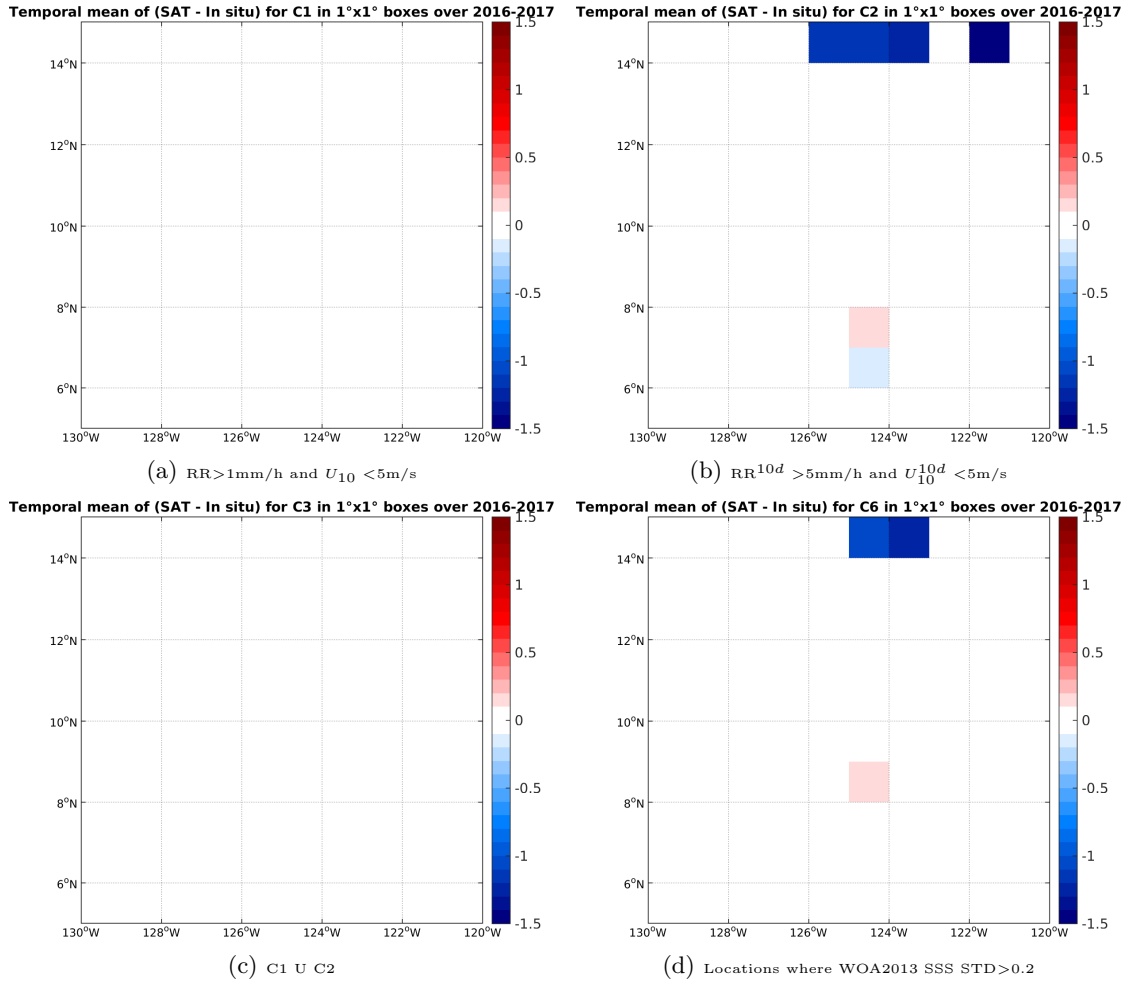 Temporal mean of (SAT - In situ) for C1 in 1°x1° boxes over 2016-2017
14°N
12°N
10°N
8°N
6°N
130°W 128°W 126°W 124°W 122°W 120°W
1.5
1
0.5
0
-0.5
-1
-1.5
(a) RR>1mm/h and U10 <5m/s
Temporal mean of (SAT - In situ) for C2 in 1°x1° boxes over 2016-2017
14°N
12°N
10°N
8°N
6°N
130°W 128°W 126°W 124°W 122°W 120°W
1.5
1
0.5
0
-0.5
-1
-1.5
(b) RR^10d >5mm/h and U10^10d <5m/s
Temporal mean of (SAT - In situ) for C3 in 1°x1° boxes over 2016-2017
14°N
12°N
10°N
8°N
6°N
130°W 128°W 126°W 124°W 122°W 120°W
1.5
1
0.5
0
-0.5
-1
-1.5
(c) C1 U C2
Temporal mean of (SAT - In situ) for C6 in 1°x1° boxes over 2016-2017
14°N
12°N
10°N
8°N
6°N
130°W 128°W 126°W 124°W 122°W 120°W
1.5
1
0.5
0
-0.5
-1
-1.5
(d) Locations where WOA2013 SSS STD>0.2